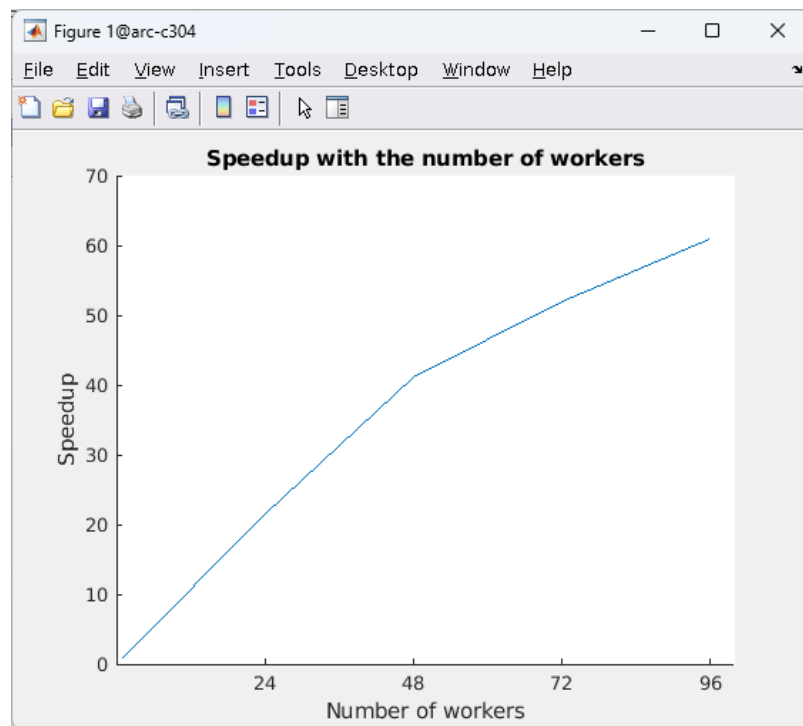 Figure 1@arc-c304
File Edit View Insert Tools Desktop Window Help
Speedup with the number of workers
70
60
50
40
30
20
10
0
Speedup
24 48 72 96
Number of workers